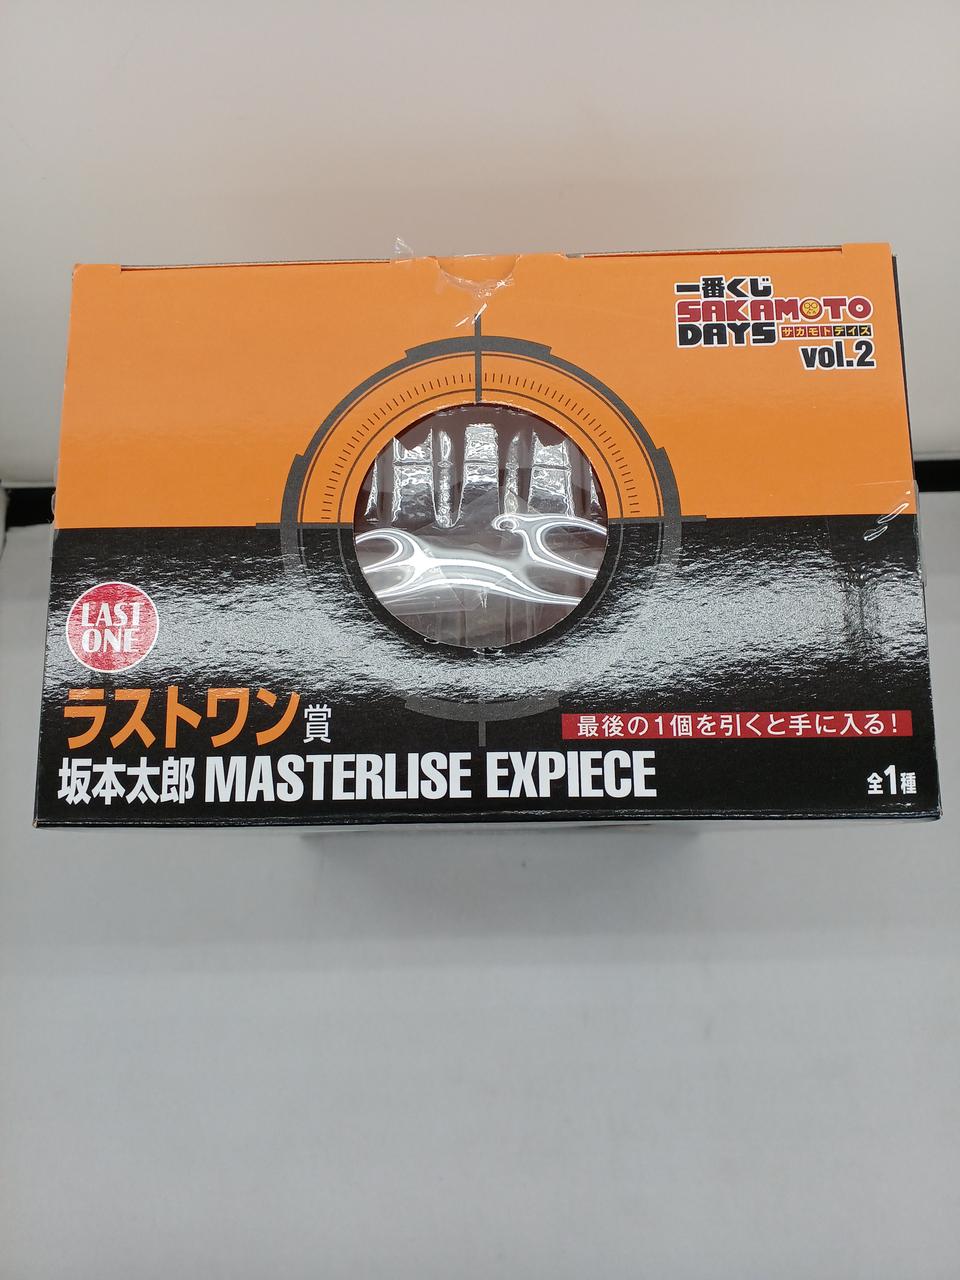 一番くじ
SAKAMOTO
DAYS サカモトデイズ
vol.2
LAST
ONE
ラストワン賞
最後の1個を引くと手に入る!
坂本太郎 MASTERLISE EXPIECE
全1種